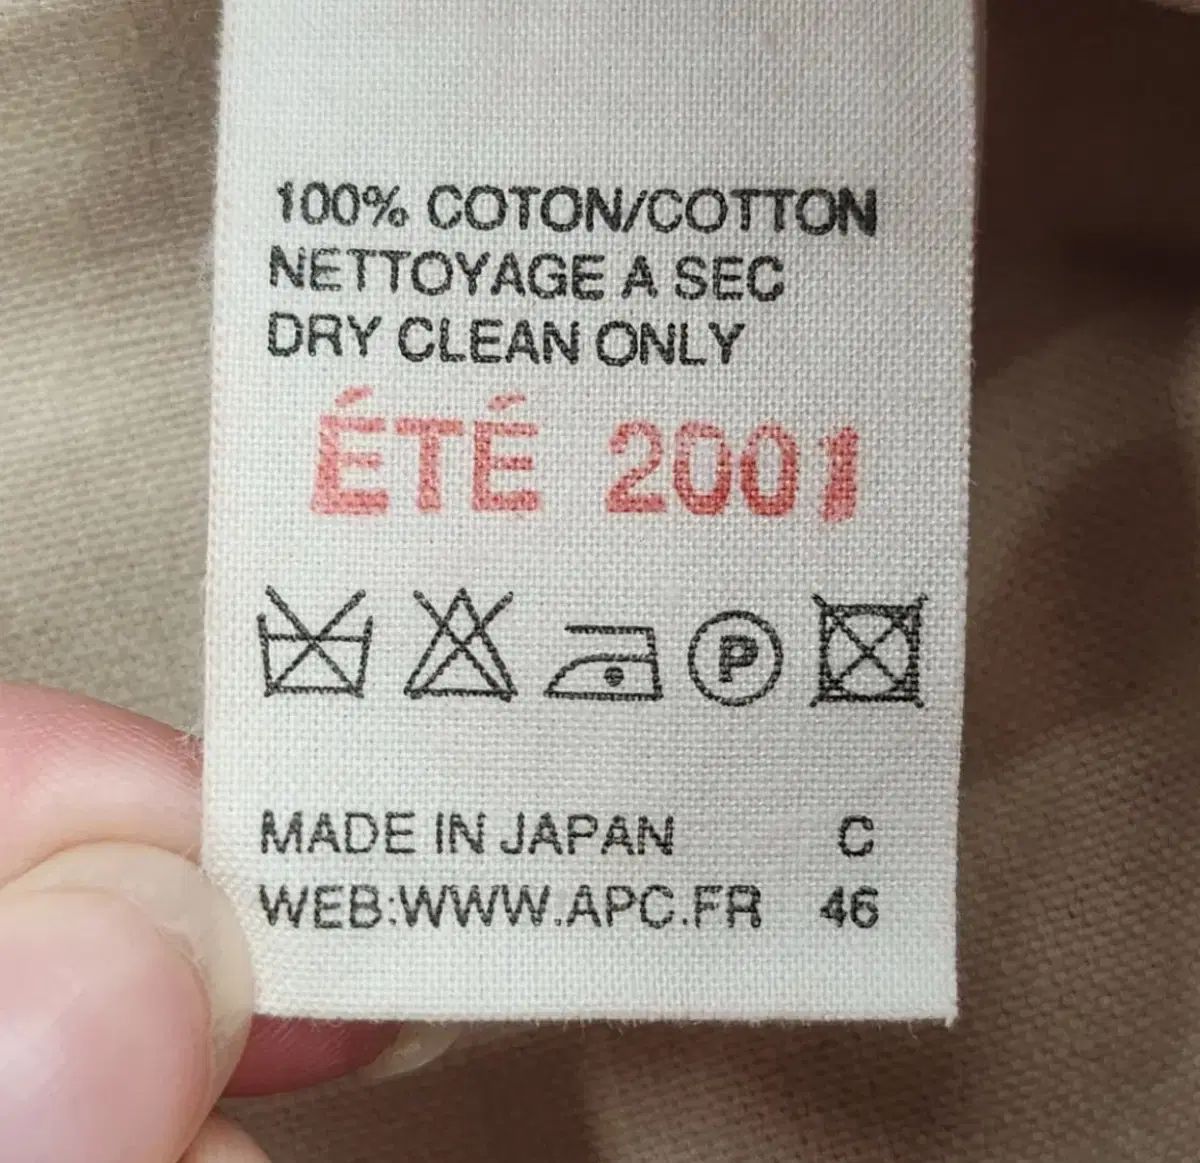 100% COTON/COTTON
NETTOYAGE A SEC
DRY CLEAN ONLY
ÉTÉ 2001
P
MADE IN JAPAN C
WEB:WWW.APC.FR 46